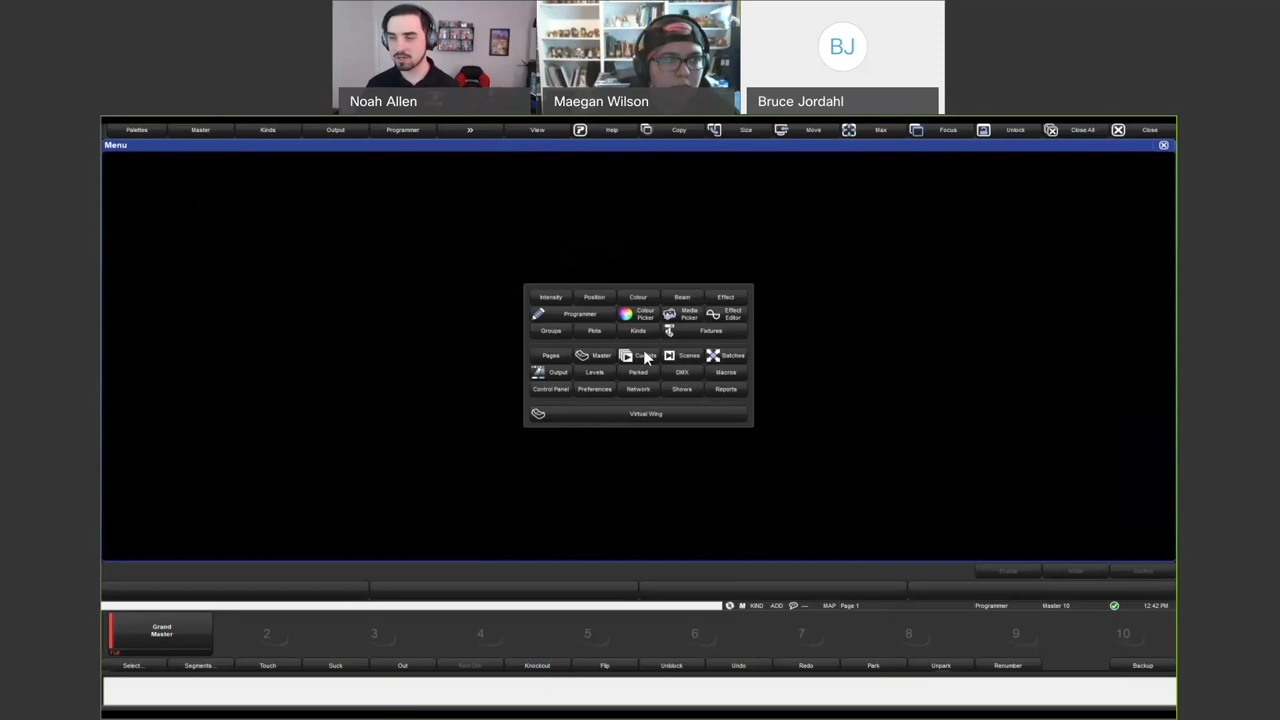 BJ
Noah Allen
Maegan Wilson
Bruce Jordahl
Palettes Master Kinds Output Programmer » View Help Copy Size Move Max Focus Unlock Close All Close
Menu
Intensity Position Colour Beam Effect
Programmer Colour Picker Media Picker Effect Editor
Groups Plots Kinds Fixtures
Pages Master Scenes Batches
Output Levels Parked DMX Macros
Control Panel Preferences Network Shows Reports
Virtual Wing
Enable
M KIND ADD --- MAP Page 1 Programmer Master 10 12:42 PM
Grand
Master
2 3 4 5 6 7 8 9 10
Full
Select... Segments... Touch Suck Out Knockout Flip Unblock Undo Redo Park Unpark Renumber Backup